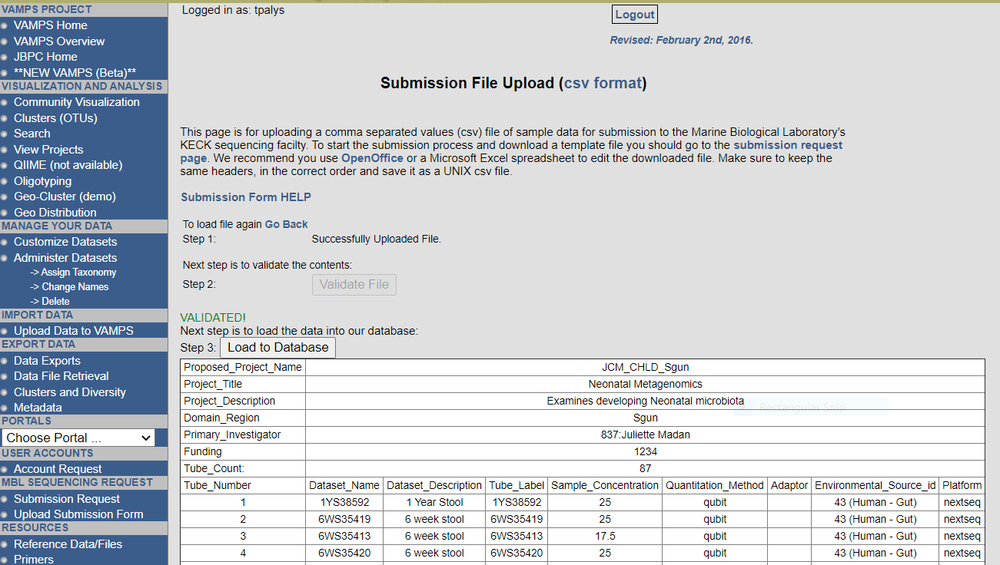 VAMPS PROJECT
VAMPS Home
VAMPS Overview
JBPC Home
**NEW VAMPS (Beta)**
VISUALIZATION AND ANALYSIS
Community Visualization
Clusters (OTUs)
Search
View Projects
QIIME (not available)
Oligotyping
Geo-Cluster (demo)
Geo Distribution
MANAGE YOUR DATA
Customize Datasets
Administer Datasets
-> Assign Taxonomy
-> Change Names
-> Delete
IMPORT DATA
Upload Data to VAMPS
EXPORT DATA
Data Exports
Data File Retrieval
Clusters and Diversity
Metadata
PORTALS
Choose Portal ...
USER ACCOUNTS
Account Request
MBL SEQUENCING REQUEST
Submission Request
Upload Submission Form
RESOURCES
Reference Data/Files
Primers
Logged in as: tpalys
Logout
Revised: February 2nd, 2016.
Submission File Upload (csv format)
This page is for uploading a comma separated values (csv) file of sample data for submission to the Marine Biological Laboratory's
KECK sequencing facilty. To start the submission process and download a template file you should go to the submission request
page. We recommend you use OpenOffice or a Microsoft Excel spreadsheet to edit the downloaded file. Make sure to keep the
same headers, in the correct order and save it as a UNIX csv file.
Submission Form HELP
To load file again Go Back
Step 1: Successfully Uploaded File.
Next step is to validate the contents:
Step 2: Validate File
VALIDATED!
Next step is to load the data into our database:
Step 3: Load to Database
Proposed_Project_Name JCM_CHLD_Sgun
Project_Title Neonatal Metagenomics
Project_Description Examines developing Neonatal microbiota
Rectangular Snip
Domain_Region Sgun
Primary_Investigator 837:Juliette Madan
Funding 1234
Tube_Count: 87
Tube_Number Dataset_Name Dataset_Description Tube_Label Sample_Concentration Quantitation_Method Adaptor Environmental_Source_id Platform
1 1YS38592 1 Year Stool 1YS38592 25 qubit 43 (Human - Gut) nextseq
2 6WS35419 6 week stool 6WS35419 25 qubit 43 (Human - Gut) nextseq
3 6WS35413 6 week stool 6WS35413 17.5 qubit 43 (Human - Gut) nextseq
4 6WS35420 6 week stool 6WS35420 25 qubit 43 (Human - Gut) nextseq